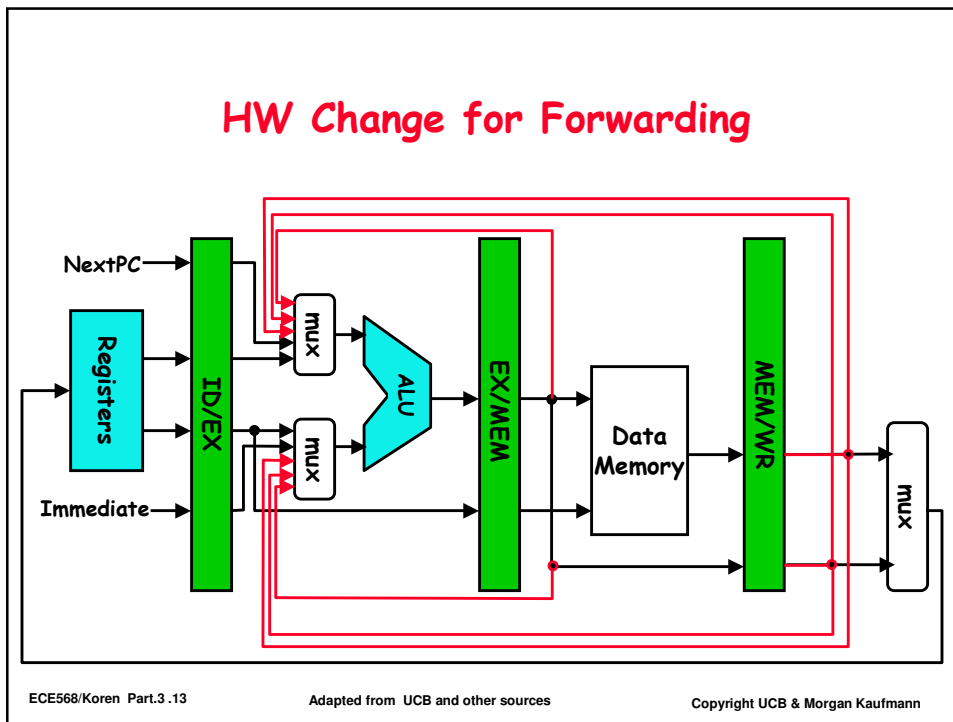 HW Change for Forwarding
NextPC
Registers
Immediate
ID/EX
mux
mux
ALU
EX/MEM
Data
Memory
MEM/WR
mux
ECE568/Koren Part.3 .13
Adapted from UCB and other sources
Copyright UCB & Morgan Kaufmann